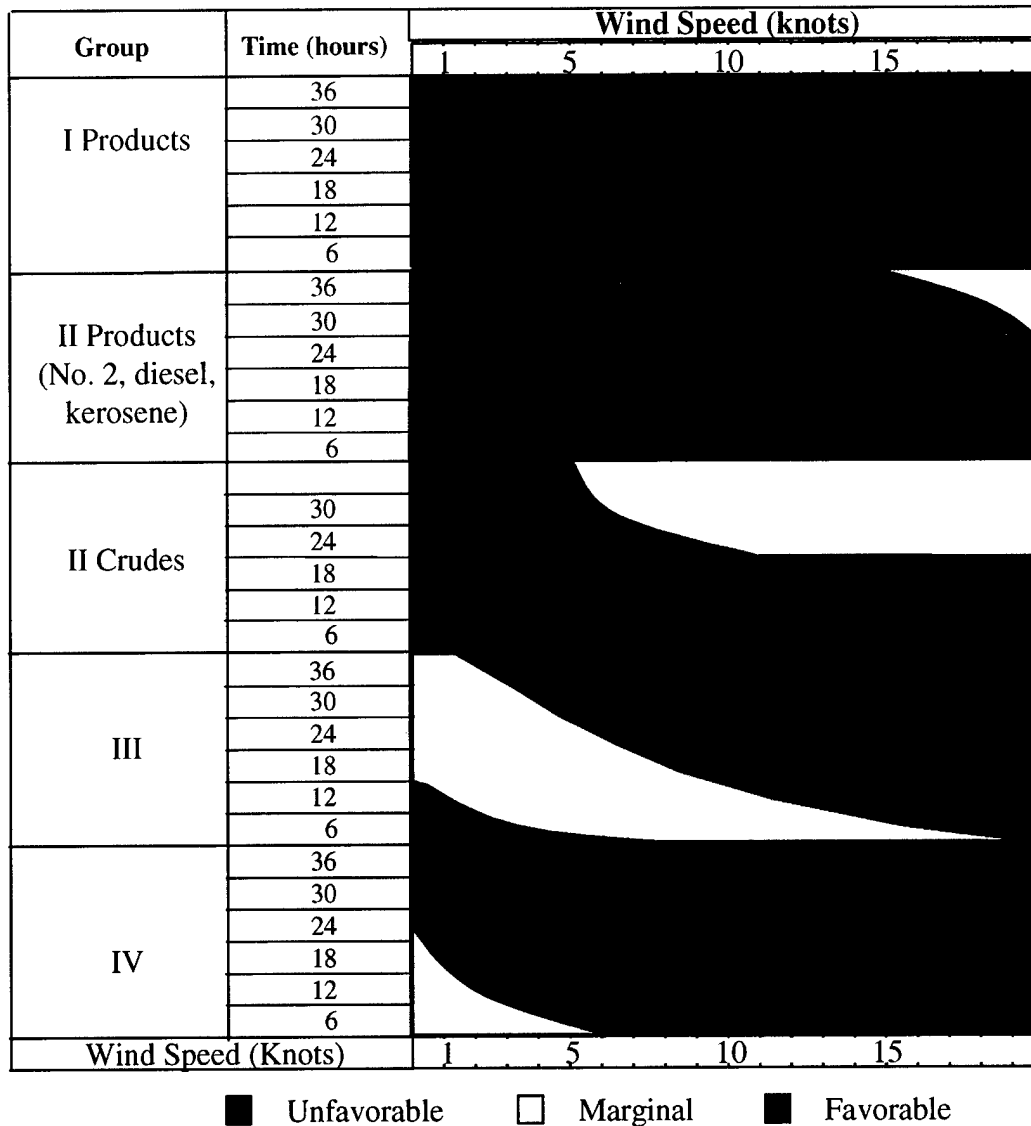 Group Time (hours) Wind Speed (knots)
1 5 10 15
I Products
36
30
24
18
12
6
II Products
(No. 2, diesel,
kerosene)
36
30
24
18
12
6
II Crudes
30
24
18
12
6
III
36
30
24
18
12
6
IV
36
30
24
18
12
6
Wind Speed (Knots) 1 5 10 15
Unfavorable Marginal Favorable